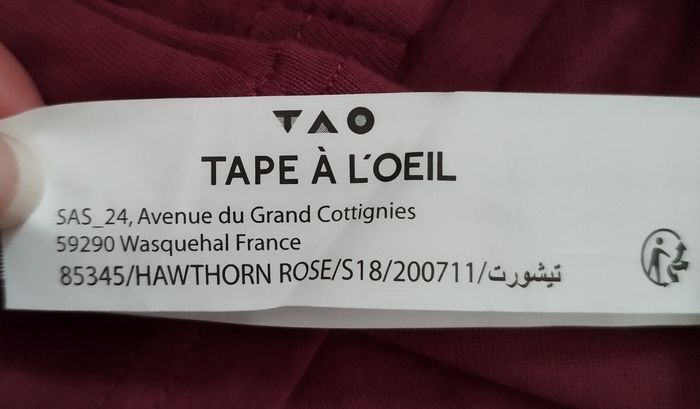 TAO
TAPE À L'OEIL
SAS_24, Avenue du Grand Cottignies
59290 Wasquehal France
85345/HAWTHORN ROSE/S18/200711/تيشورت